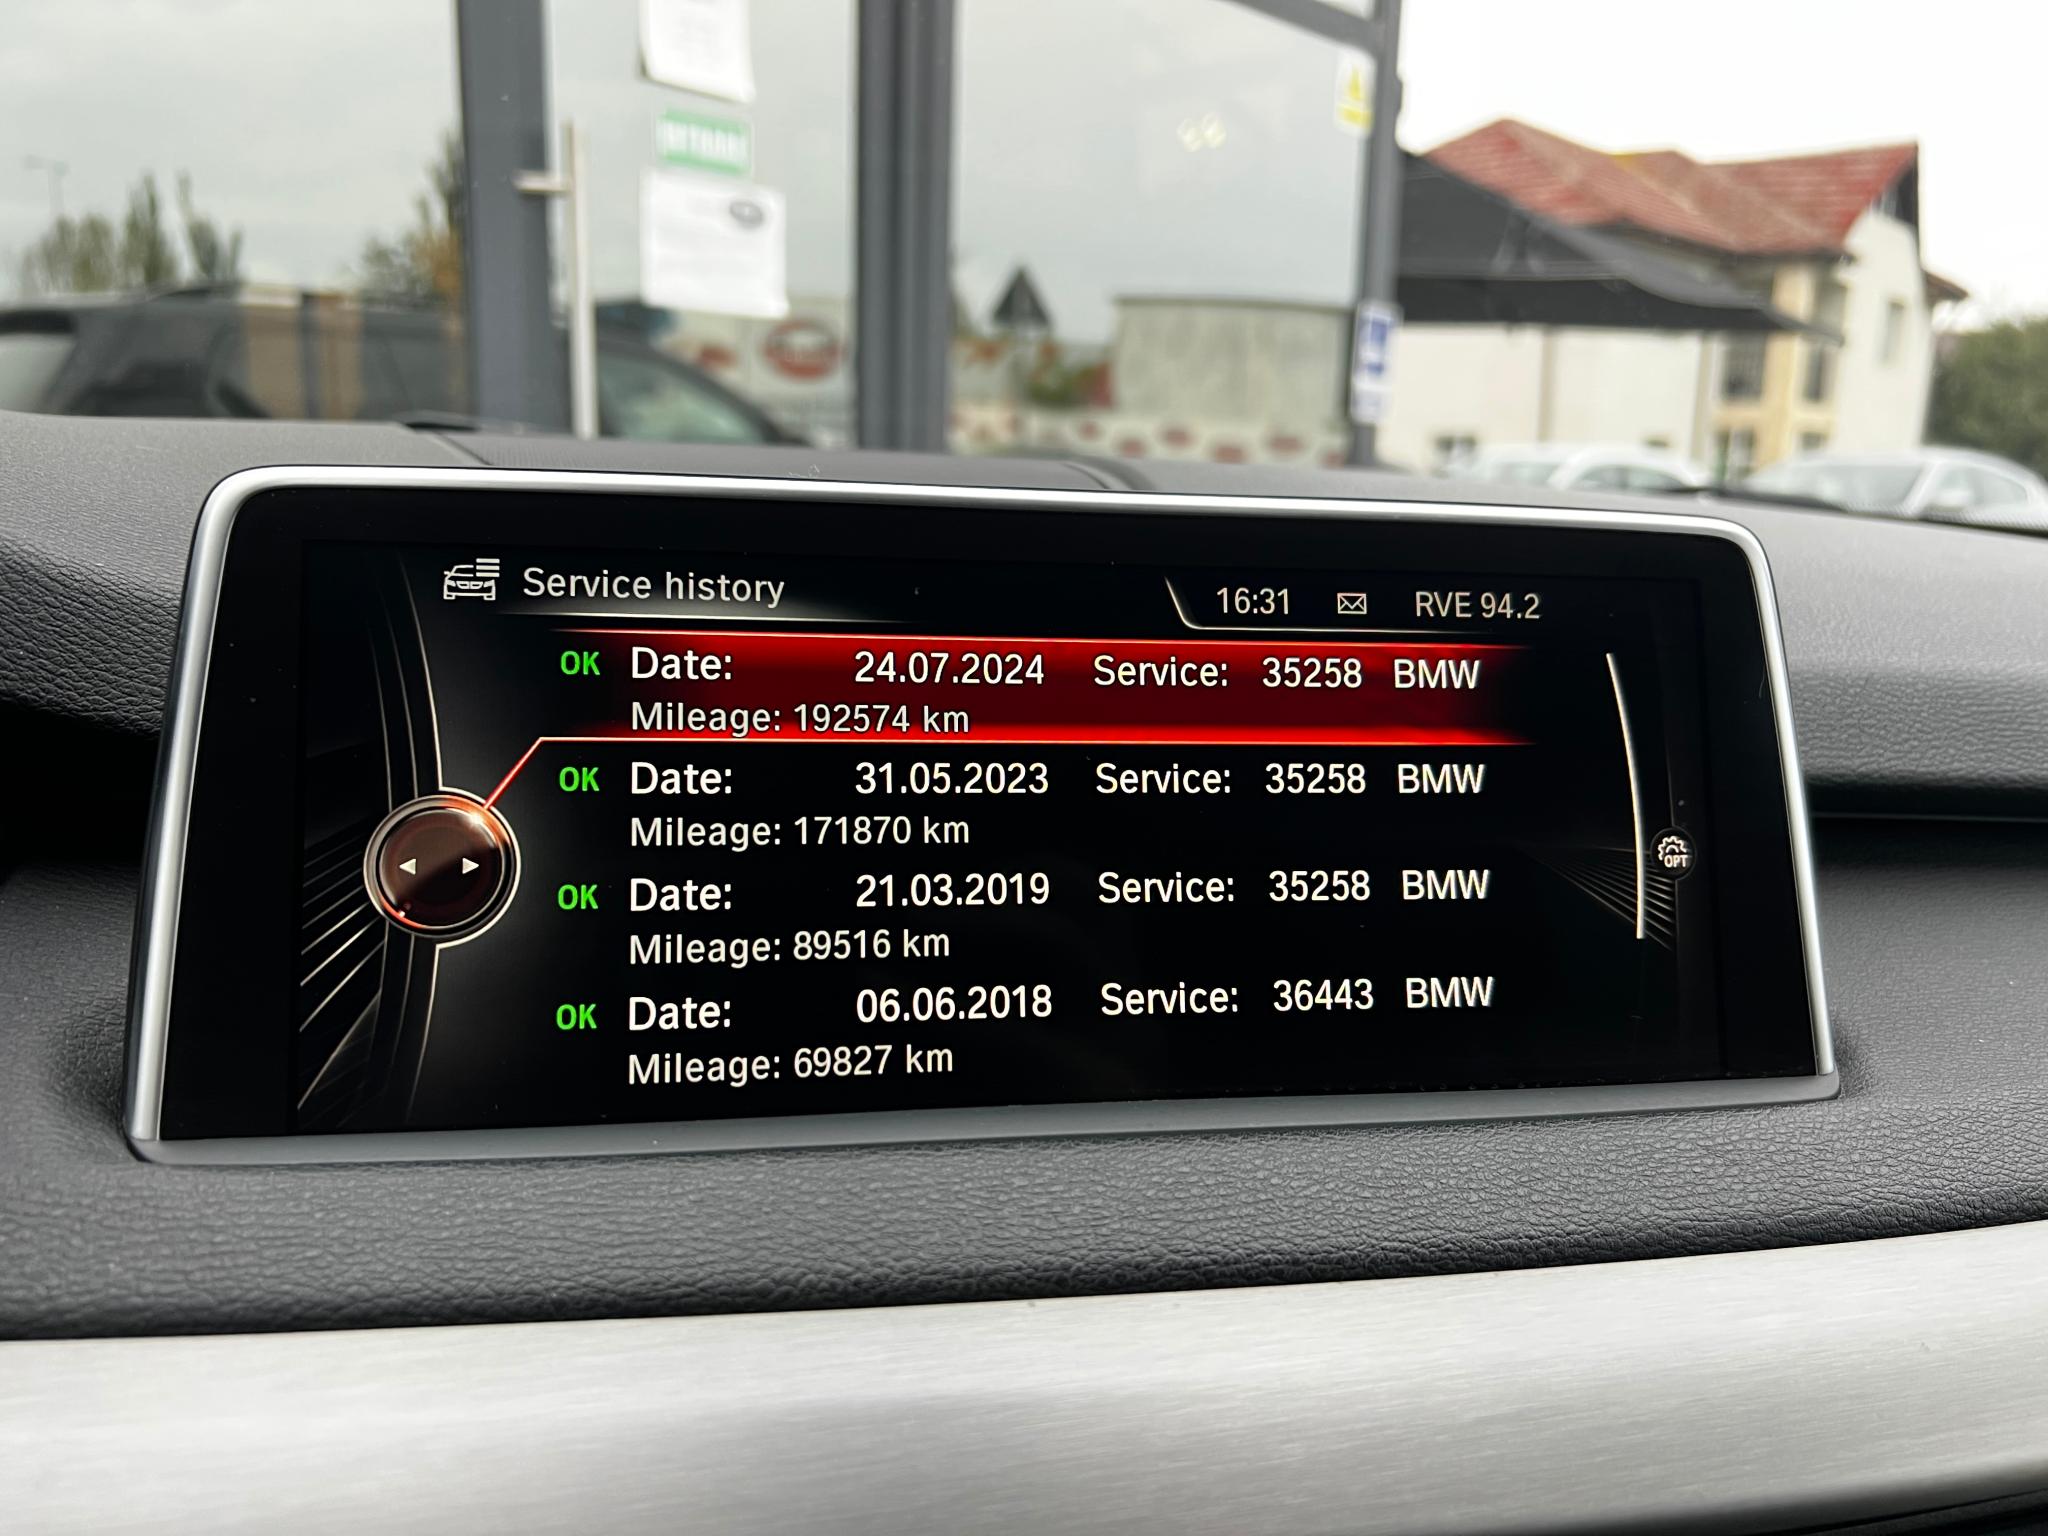 Service history
16:31 RVE 94.2
OK Date: 24.07.2024 Service: 35258 BMW
Mileage: 192574 km
OK Date: 31.05.2023 Service: 35258 BMW
Mileage: 171870 km
OK Date: 21.03.2019 Service: 35258 BMW
Mileage: 89516 km
OK Date: 06.06.2018 Service: 36443 BMW
Mileage: 69827 km
OPT